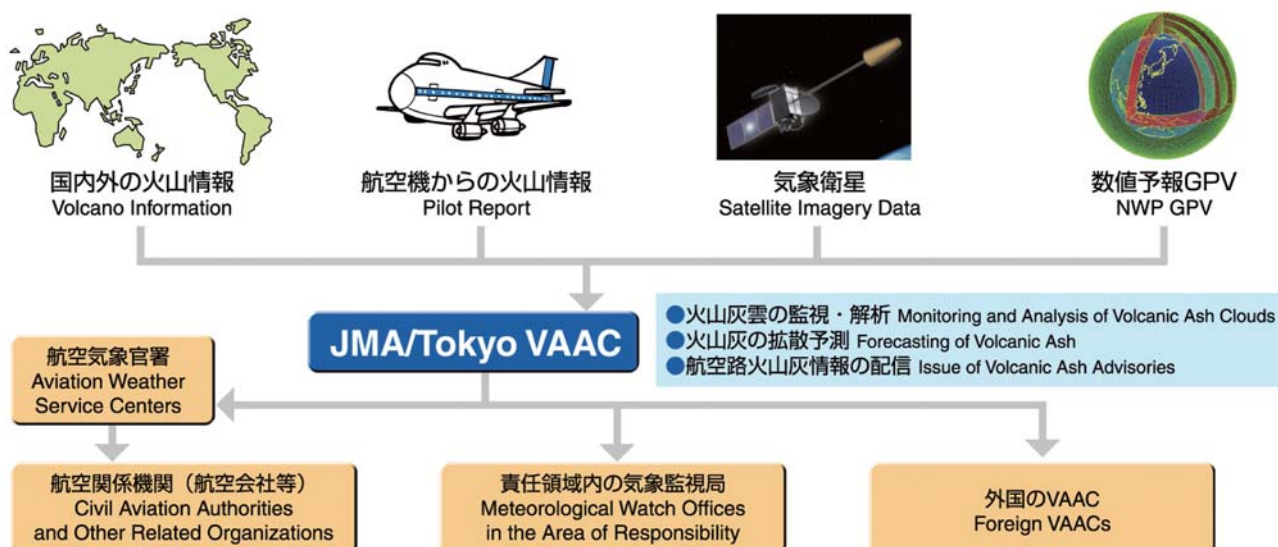 国内外の火山情報
Volcano Information
航空機からの火山情報
Pilot Report
気象衛星
Satellite Imagery Data
数値予報GPV
NWP GPV
JMA/Tokyo VAAC
●火山灰雲の監視・解析 Monitoring and Analysis of Volcanic Ash Clouds
●火山灰の拡散予測 Forecasting of Volcanic Ash
●航空路火山灰情報の配信 Issue of Volcanic Ash Advisories
航空気象官署
Aviation Weather
Service Centers
航空関係機関（航空会社等）
Civil Aviation Authorities
and Other Related Organizations
責任領域内の気象監視局
Meteorological Watch Offices
in the Area of Responsibility
外国のVAAC
Foreign VAACs